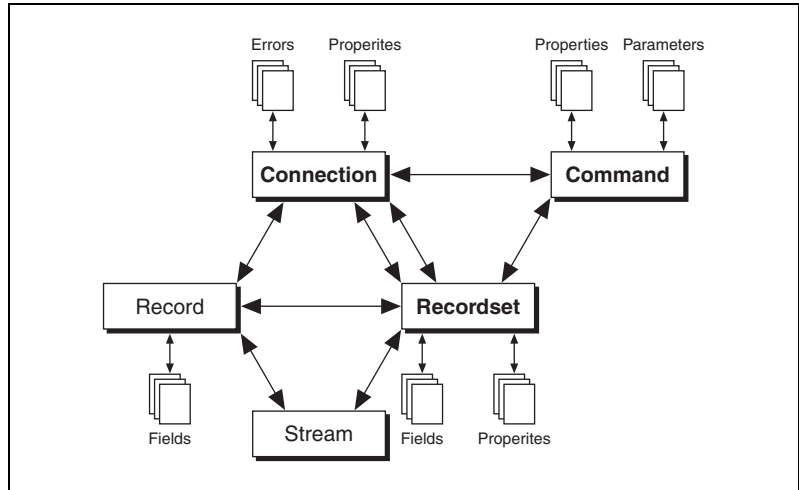 Errors
Properites
Properties
Parameters
Connection
Command
Record
Recordset
Fields
Stream
Fields
Properites